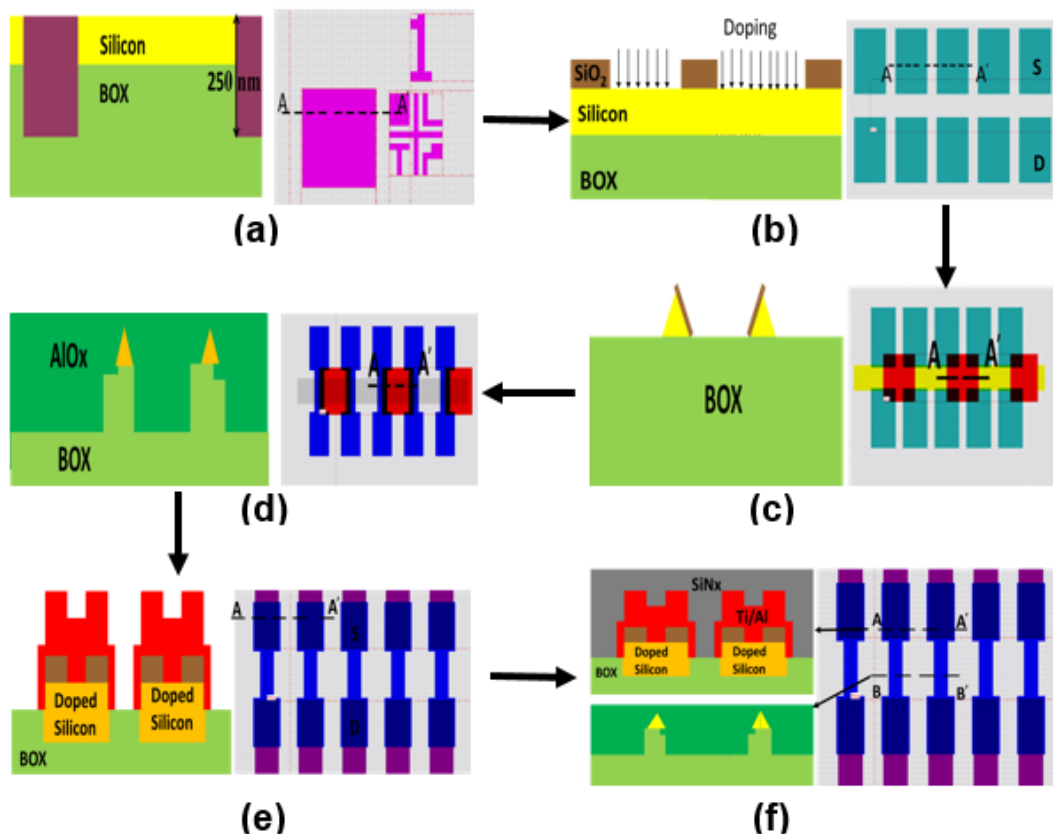 Silicon
BOX
250 nm
A A'
1
(a)
Doping
SiO₂
Silicon
BOX
A A'
S
D
(b)
AlOx
BOX
A A'
(d)
BOX
A A'
(c)
A A'
S
Doped Silicon
Doped Silicon
BOX
D
(e)
SiNx
Ti/Al
Doped Silicon
Doped Silicon
BOX
A A'
B B'
(f)